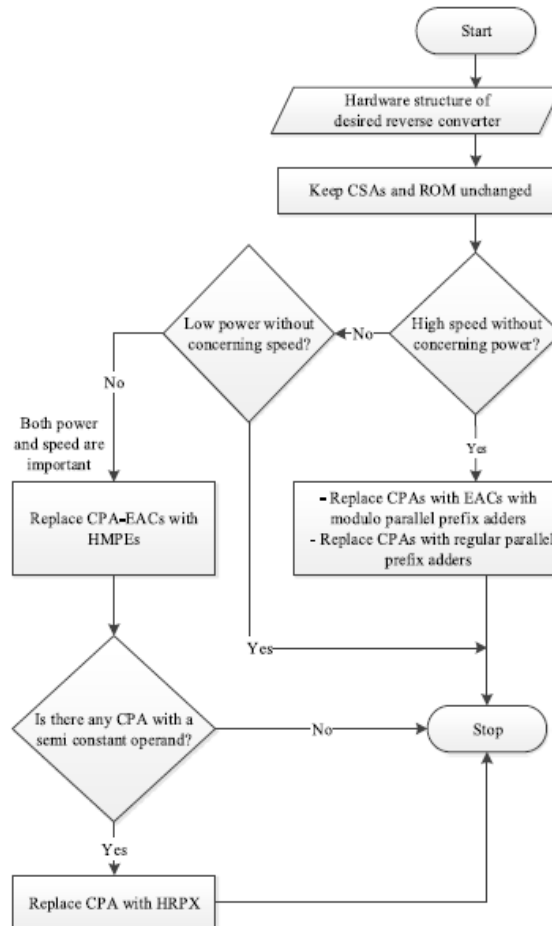 Start
Hardware structure of
desired reverse converter
Keep CSAs and ROM unchanged
High speed without
concerning power?
No
Low power without
concerning speed?
No
Both power
and speed are
important
Yes
- Replace CPAs with EACs with
modulo parallel prefix adders
- Replace CPAs with regular parallel
prefix adders
Replace CPA-EACs with
HMPEs
Yes
Is there any CPA with a
semi constant operand?
No
Stop
Yes
Replace CPA with HRPX